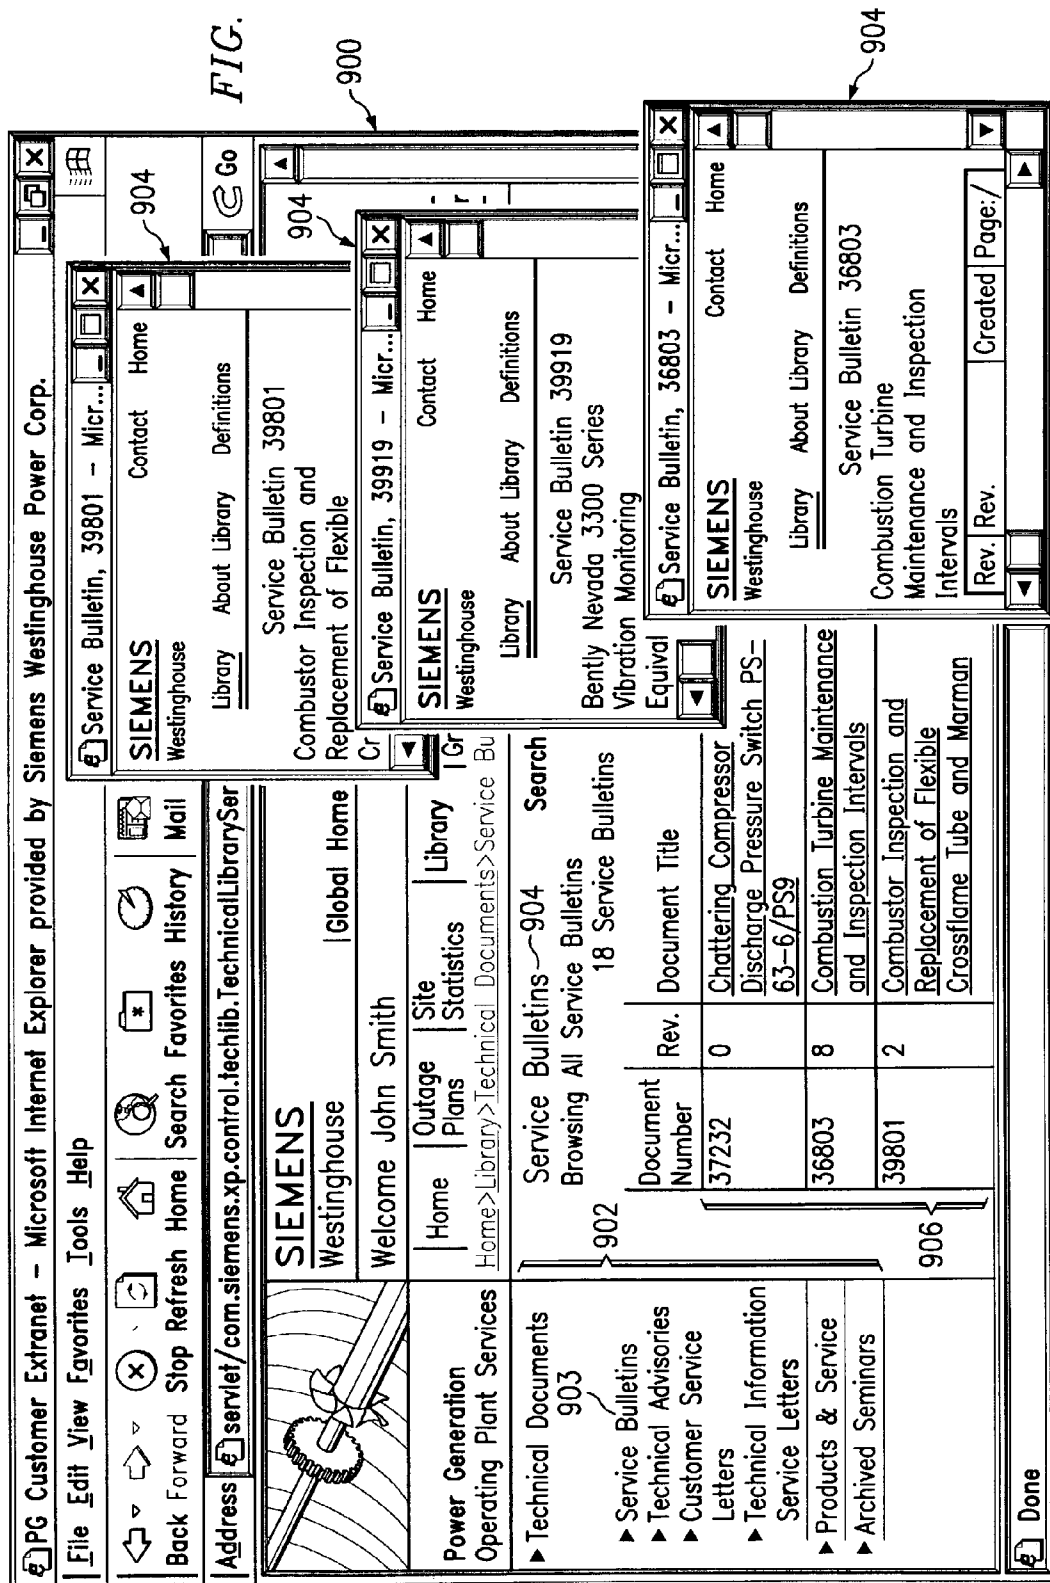 FIG.
PG Customer Extranet – Microsoft Internet Explorer provided by Siemens Westinghouse Power Corp.
File Edit View Favorites Tools Help
Back Forward Stop Refresh Home Search Favorites History Mail
Address servlet/com.siemens.xp.control.techlib.TechnicalLibrarySer
Go
900
SIEMENS
Westinghouse
Global Home
Welcome John Smith
Home
Outage Plans
Site Statistics
Library
Gr
Home>Library>Technical Documents>Service Bu
Power Generation
Operating Plant Services
Technical Documents
903
Service Bulletins
Technical Advisories
Customer Service
Letters
Technical Information
Service Letters
Products & Service
Archived Seminars
902
Service Bulletins 904 Search
Browsing All Service Bulletins
18 Service Bulletins
Document Number Rev. Document Title
37232 0 Chattering Compressor
Discharge Pressure Switch PS–
63–6/PS9
36803 8 Combustion Turbine Maintenance
and Inspection Intervals
39801 2 Combustor Inspection and
Replacement of Flexible
Crossflame Tube and Marman
906
Done
904
Service Bulletin, 39801 – Micr...
SIEMENS
Westinghouse
Contact Home
Library About Library Definitions
Service Bulletin 39801
Combustor Inspection and
Replacement of Flexible
Cr
904
r
Service Bulletin, 39919 – Micr...
SIEMENS
Westinghouse
Contact Home
Library About Library Definitions
Service Bulletin 39919
Bently Nevada 3300 Series
Vibration Monitoring
Equival
904
Service Bulletin, 36803 – Micr...
SIEMENS
Westinghouse
Contact Home
Library About Library Definitions
Service Bulletin 36803
Combustion Turbine
Maintenance and Inspection
Intervals
Rev. Rev. Created Page:/